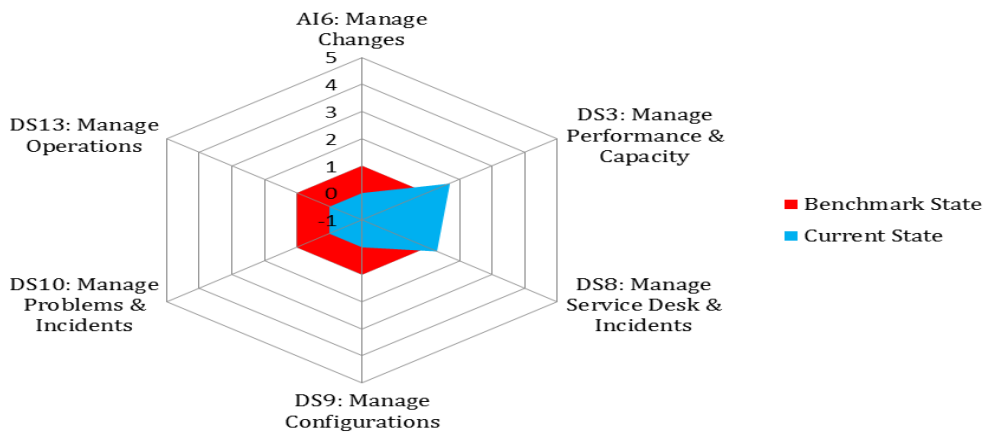 AI6: Manage
Changes
5
4
3
2
1
0
-1
DS3: Manage
Performance &
Capacity
DS8: Manage
Service Desk &
Incidents
DS9: Manage
Configurations
DS10: Manage
Problems &
Incidents
DS13: Manage
Operations
Benchmark State
Current State